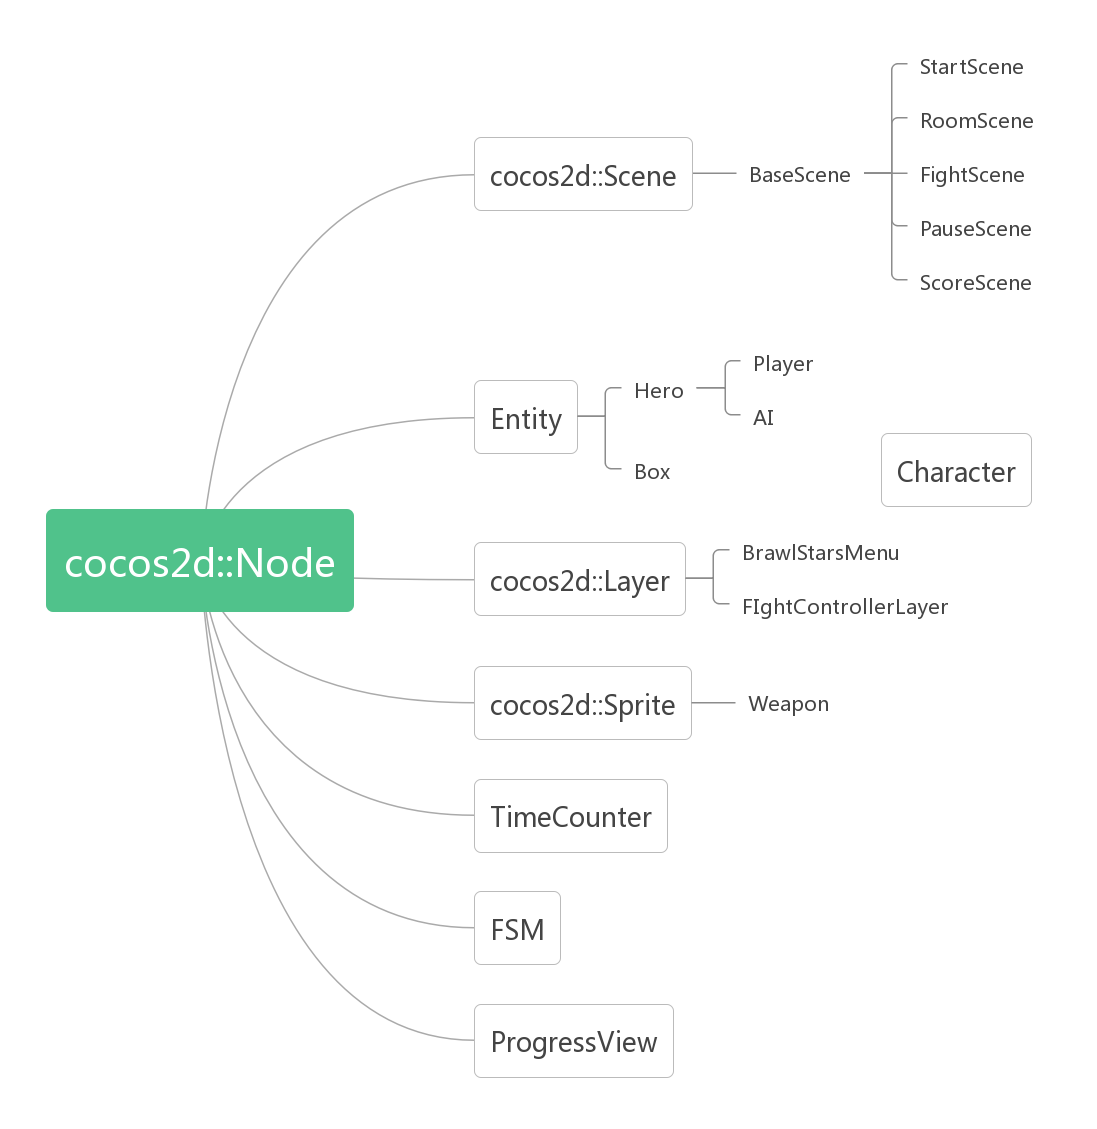 cocos2d::Node
cocos2d::Scene
BaseScene
StartScene
RoomScene
FightScene
PauseScene
ScoreScene
Entity
Hero
Player
AI
Box
Character
cocos2d::Layer
BrawlStarsMenu
FIghtControllerLayer
cocos2d::Sprite
Weapon
TimeCounter
FSM
ProgressView